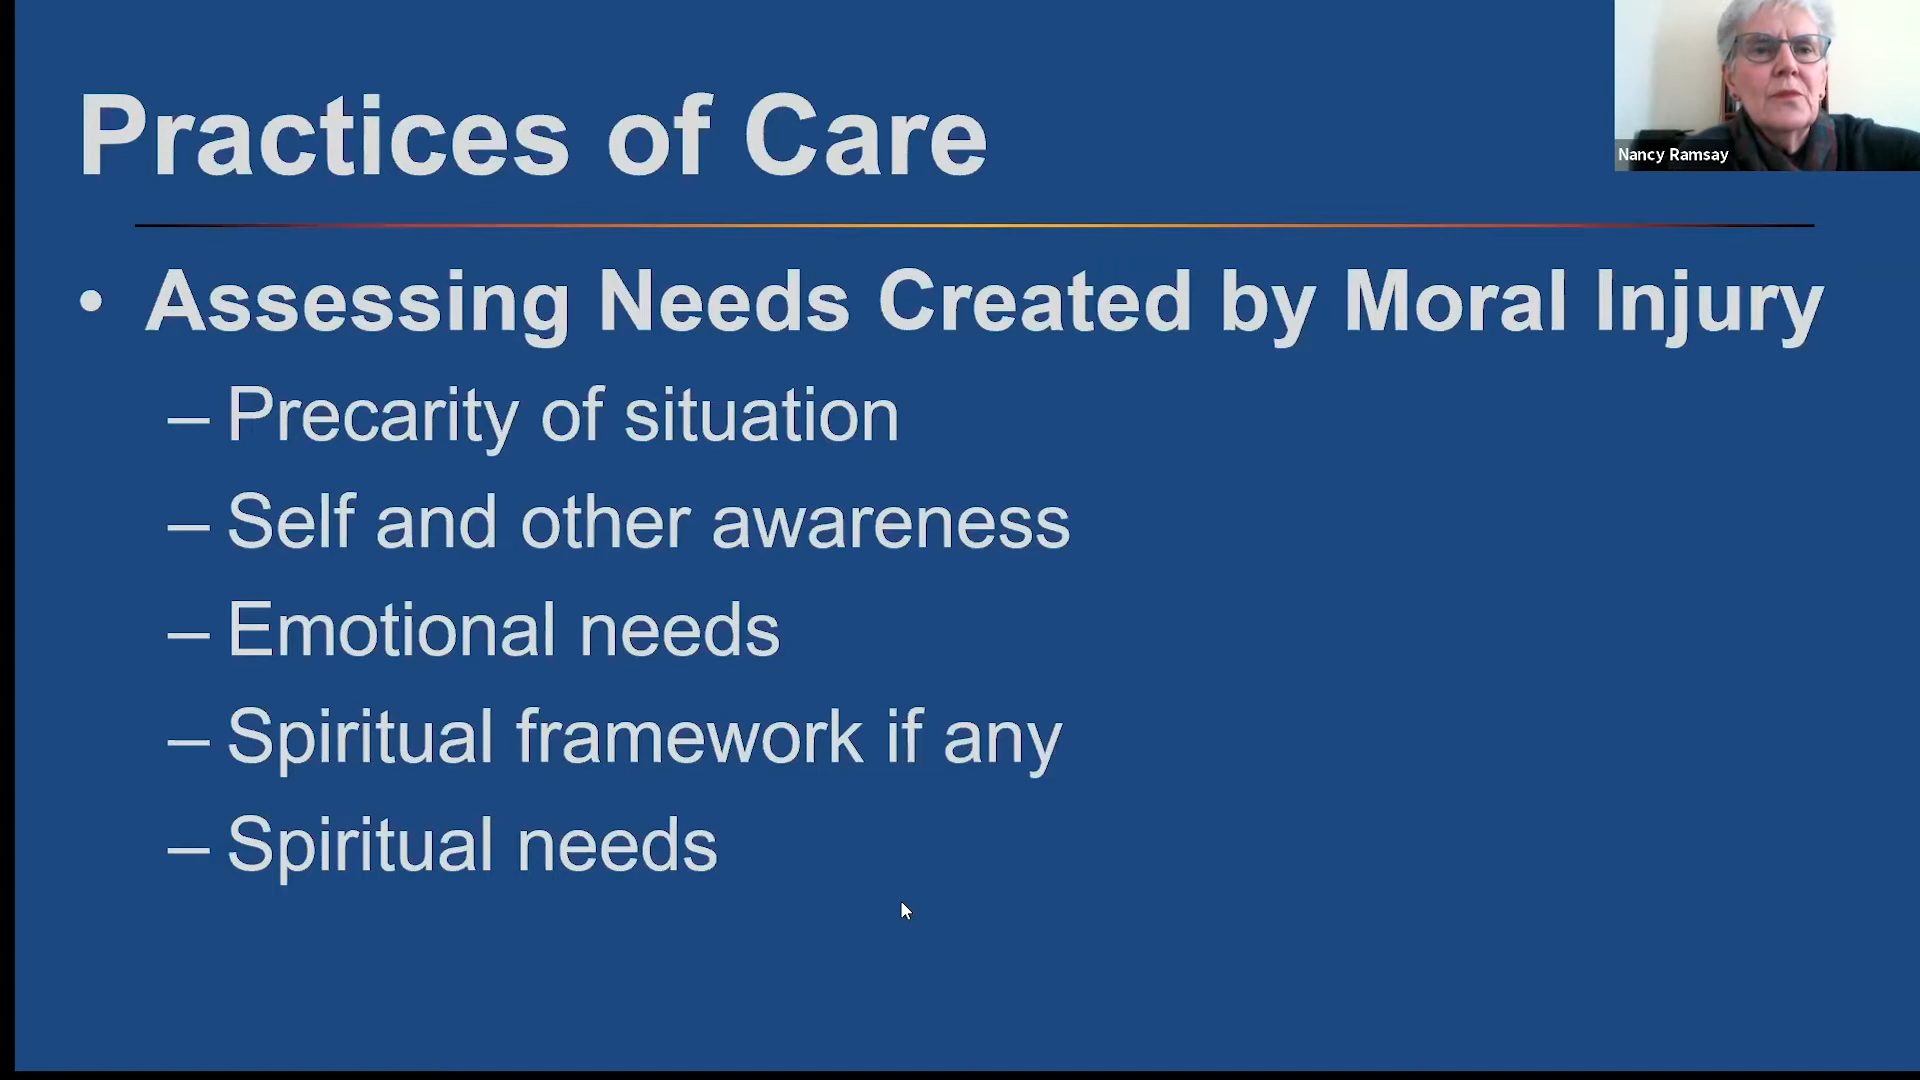 Practices of Care
Nancy Ramsay
• Assessing Needs Created by Moral Injury
– Precarity of situation
– Self and other awareness
– Emotional needs
– Spiritual framework if any
– Spiritual needs